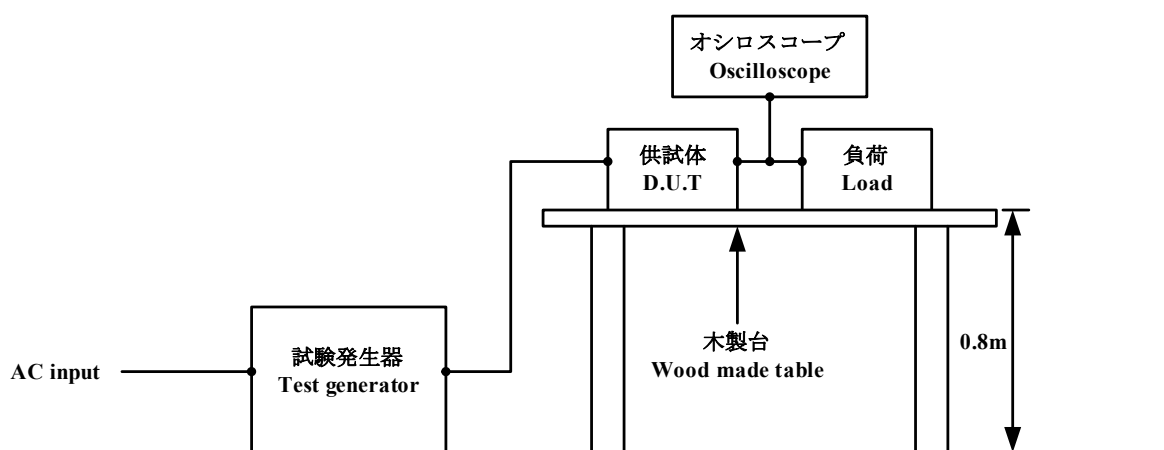 オシロスコープ
Oscilloscope
供試体
D.U.T
負荷
Load
試験発生器
Test generator
AC input
木製台
Wood made table
0.8m